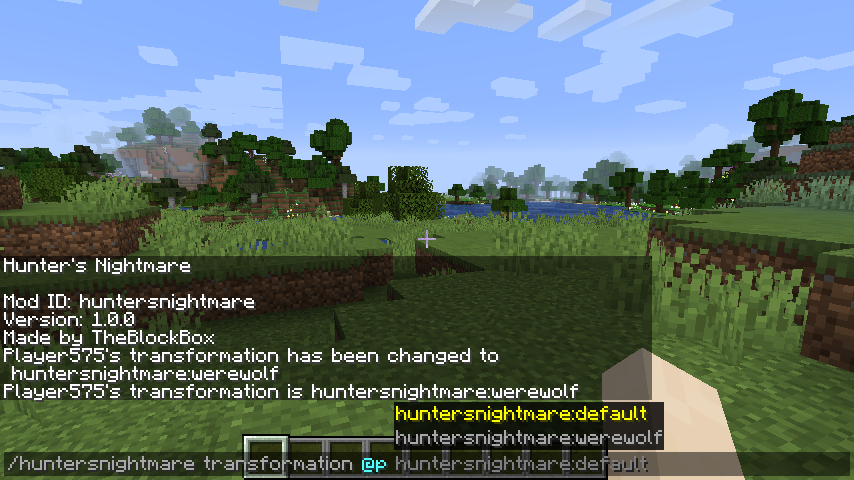 Hunter's Nightmare
Mod ID: huntersnightmare
Version: 1.0.0
Made by TheBlockBox
Player575's transformation has been changed to
huntersnightmare:werewolf
Player575's transformation is huntersnightmare:werewolf
huntersnightmare:default
huntersnightmare:werewolf
/huntersnightmare transformation @p huntersnightmare:default